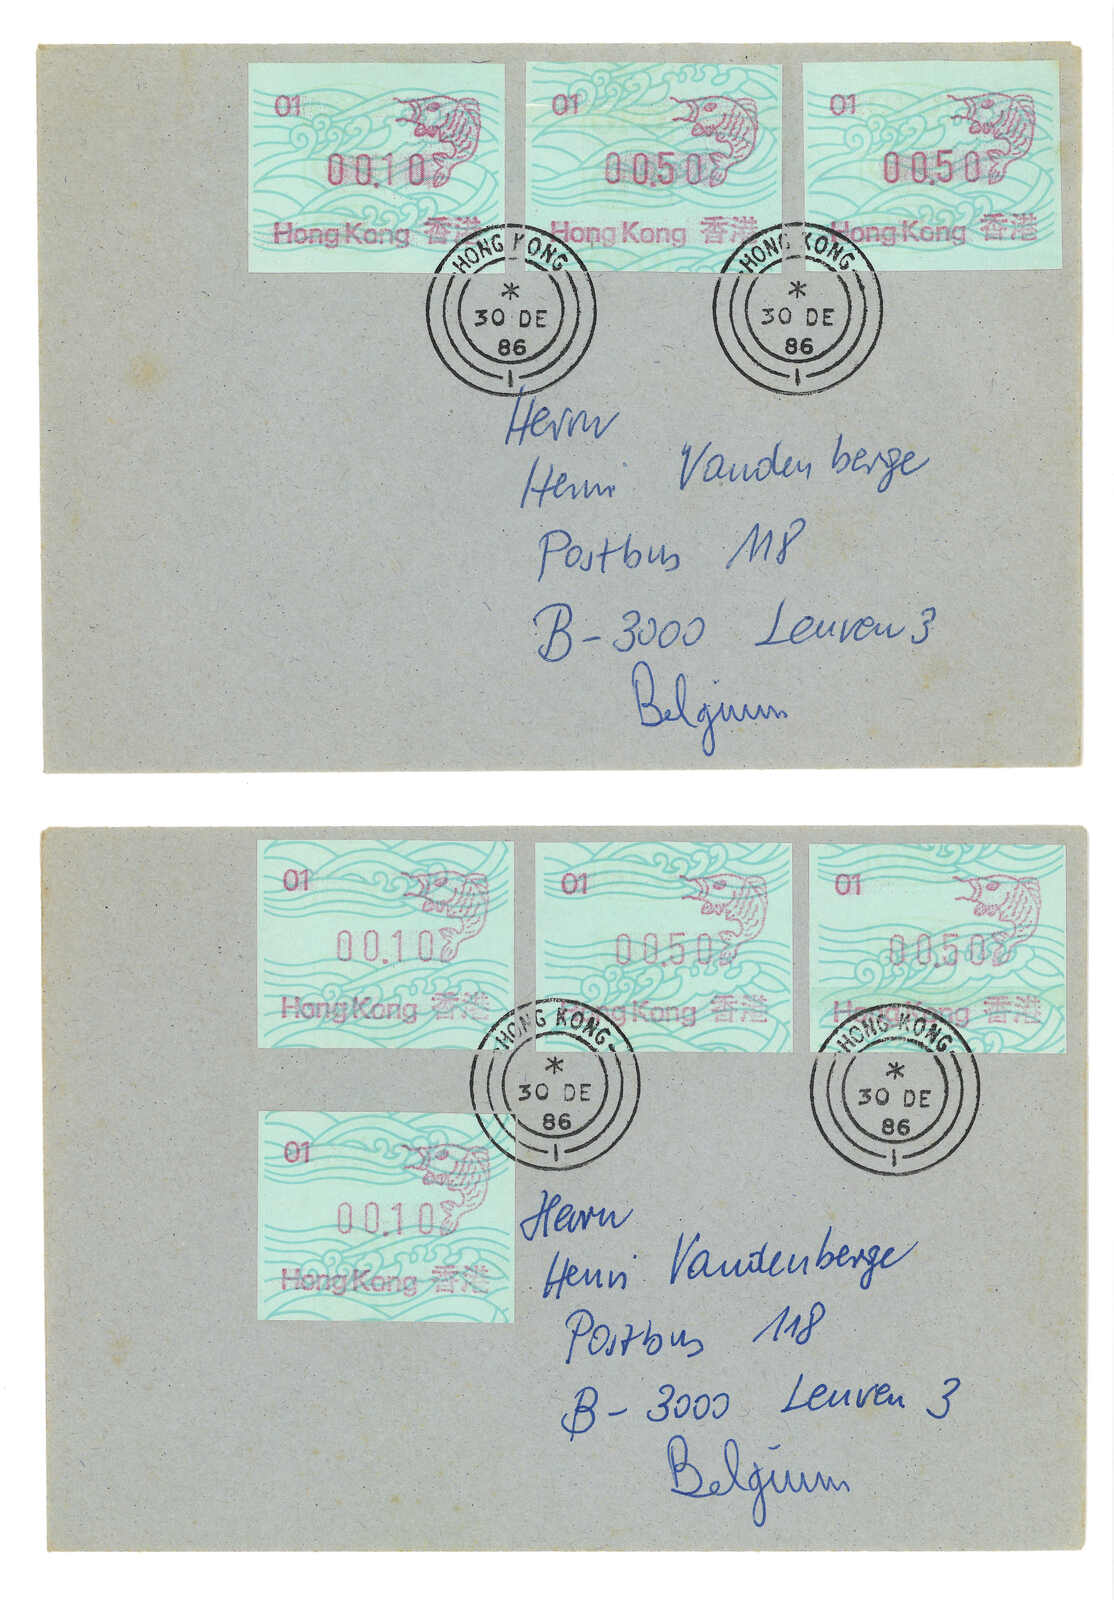 01
00.10
Hong Kong 香港
01
00.50
Hong Kong 香港
01
00.50
Hong Kong 香港
HONG KONG
*
30 DE
86
1
HONG KONG
*
30 DE
86
1
Herrn
Henri Vandenberge
Postbus 118
B-3000 Leuven 3
Belgium
01
00.10
Hong Kong 香港
01
00.50
Hong Kong 香港
01
00.50
Hong Kong 香港
HONG KONG
*
30 DE
86
1
HONG KONG
*
30 DE
86
1
01
00.10
Hong Kong 香港
Herrn
Henri Vandenberge
Postbus 118
B-3000 Leuven 3
Belgium